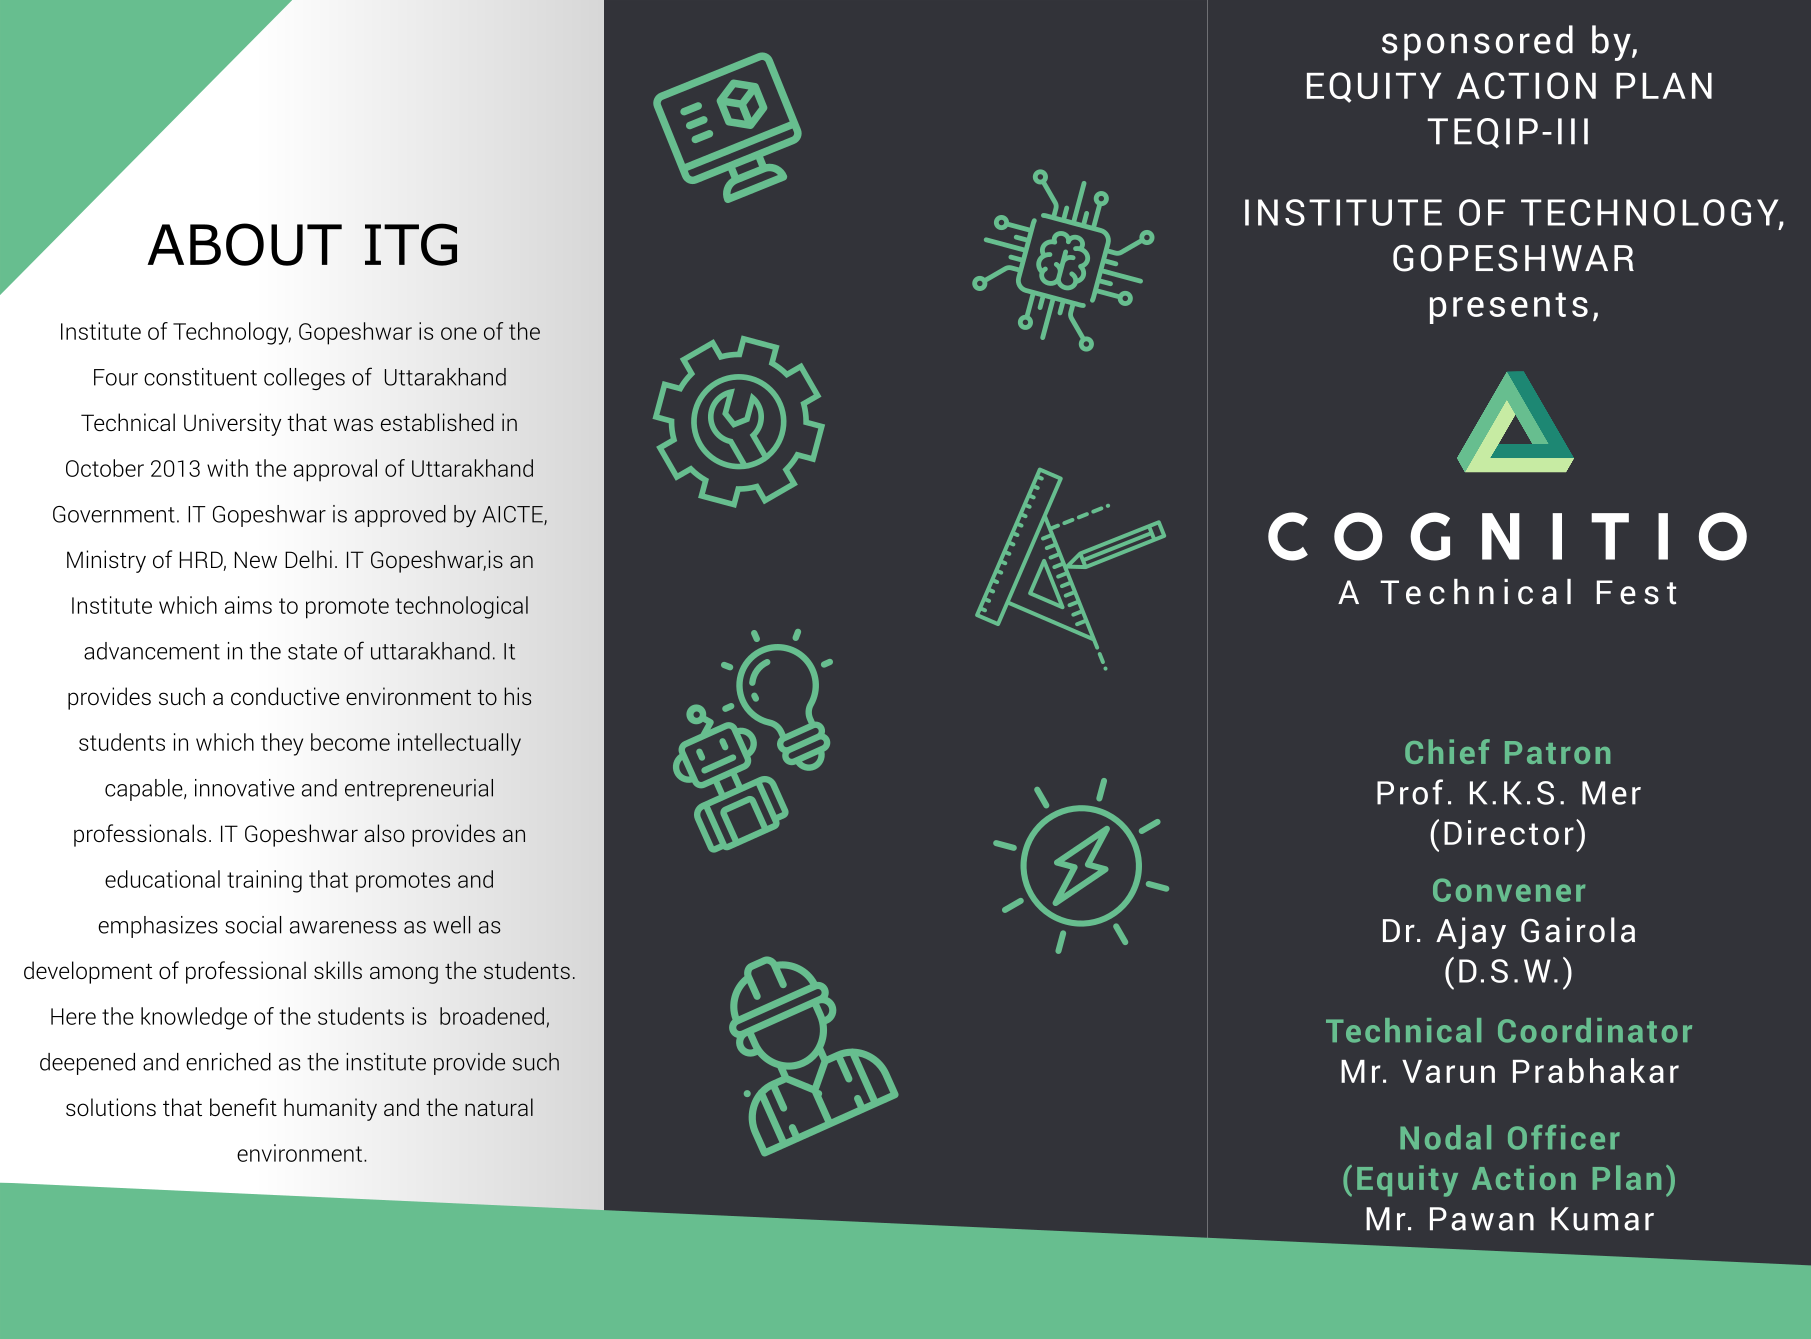 ABOUT ITG
Institute of Technology, Gopeshwar is one of the
Four constituent colleges of  Uttarakhand
Technical University that was established in
October 2013 with the approval of Uttarakhand
Government. IT Gopeshwar is approved by AICTE,
Ministry of HRD, New Delhi. IT Gopeshwar,is an
Institute which aims to promote technological
advancement in the state of uttarakhand. It
provides such a conductive environment to his
students in which they become intellectually
capable, innovative and entrepreneurial
professionals. IT Gopeshwar also provides an
educational training that promotes and
emphasizes social awareness as well as
development of professional skills among the students.
Here the knowledge of the students is  broadened,
deepened and enriched as the institute provide such
solutions that benefit humanity and the natural
environment.
sponsored by,
EQUITY ACTION PLAN
TEQIP-III
INSTITUTE OF TECHNOLOGY,
GOPESHWAR
presents,
COGNITIO
A Technical Fest
Chief Patron
Prof. K.K.S. Mer
(Director)
Convener
Dr. Ajay Gairola
(D.S.W.)
Technical Coordinator
Mr. Varun Prabhakar
Nodal Officer
(Equity Action Plan)
Mr. Pawan Kumar